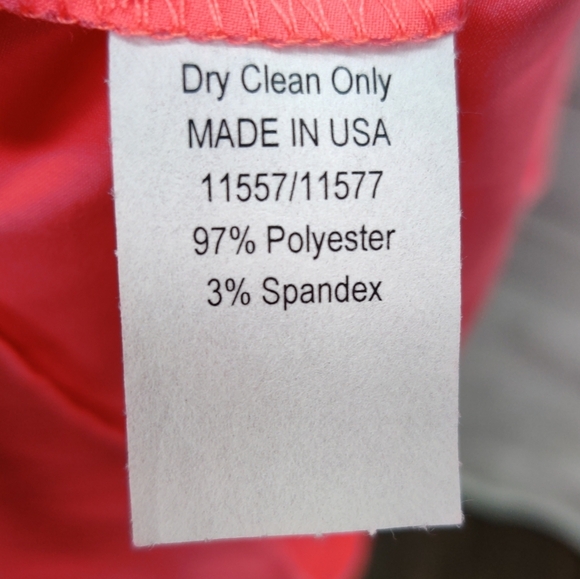 Dry Clean Only
MADE IN USA
11557/11577
97% Polyester
3% Spandex